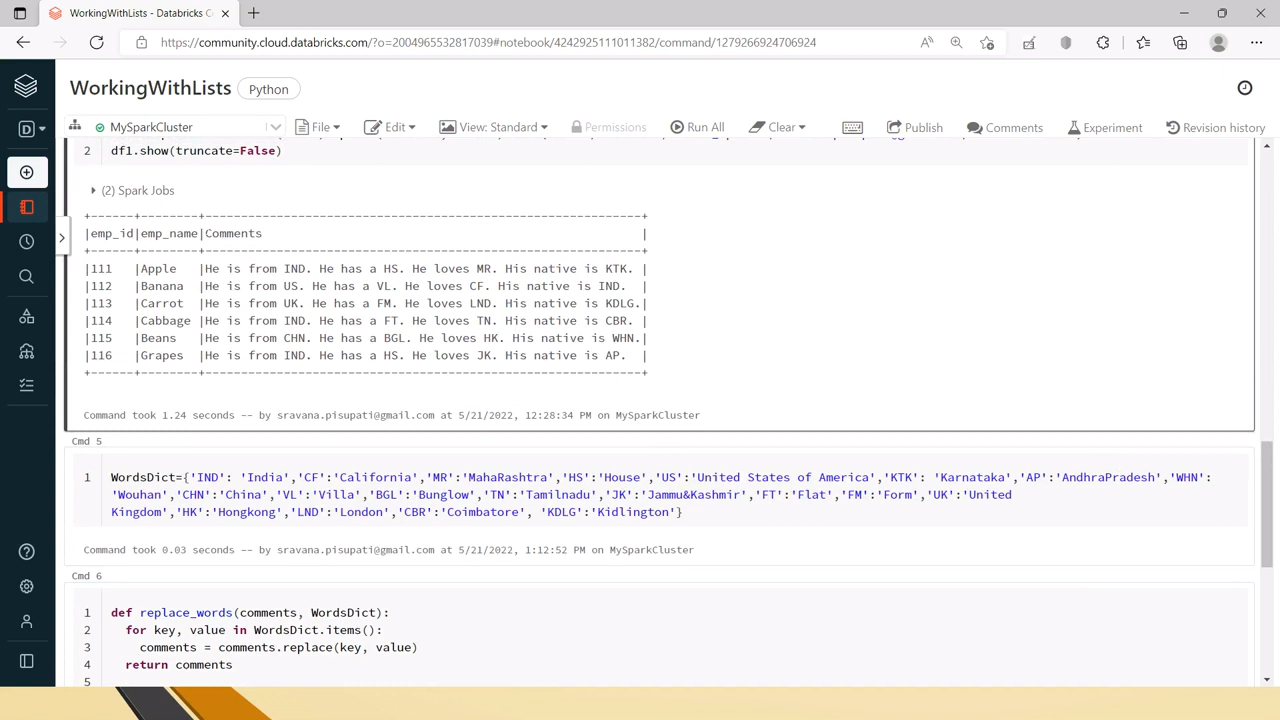 WorkingWithLists - Databricks C
https://community.cloud.databricks.com/?o=2004965532817039#notebook/4242925111011382/command/1279266924706924
WorkingWithLists Python
MySparkCluster File Edit View: Standard Permissions Run All Clear Publish Comments Experiment Revision history
D
2 df1.show(truncate=False)
(2) Spark Jobs
+------+--------+-------------------------------------------------------------+
|emp_id|emp_name|Comments |
+------+--------+-------------------------------------------------------------+
|111 |Apple |He is from IND. He has a HS. He loves MR. His native is KTK. |
|112 |Banana |He is from US. He has a VL. He loves CF. His native is IND. |
|113 |Carrot |He is from UK. He has a FM. He loves LND. His native is KDLG.|
|114 |Cabbage |He is from IND. He has a FT. He loves TN. His native is CBR. |
|115 |Beans |He is from CHN. He has a BGL. He loves HK. His native is WHN.|
|116 |Grapes |He is from IND. He has a HS. He loves JK. His native is AP. |
+------+--------+-------------------------------------------------------------+
Command took 1.24 seconds -- by sravana.pisupati@gmail.com at 5/21/2022, 12:28:34 PM on MySparkCluster
Cmd 5
1 WordsDict={'IND': 'India','CF':'California','MR':'MahaRashtra','HS':'House','US':'United States of America','KTK': 'Karnataka','AP':'AndhraPradesh','WHN':
'Wouhan','CHN':'China','VL':'Villa','BGL':'Bunglow','TN':'Tamilnadu','JK':'Jammu&Kashmir','FT':'Flat','FM':'Form','UK':'United
Kingdom','HK':'Hongkong','LND':'London','CBR':'Coimbatore', 'KDLG':'Kidlington'}
Command took 0.03 seconds -- by sravana.pisupati@gmail.com at 5/21/2022, 1:12:52 PM on MySparkCluster
Cmd 6
1 def replace_words(comments, WordsDict):
2 for key, value in WordsDict.items():
3 comments = comments.replace(key, value)
4 return comments
5